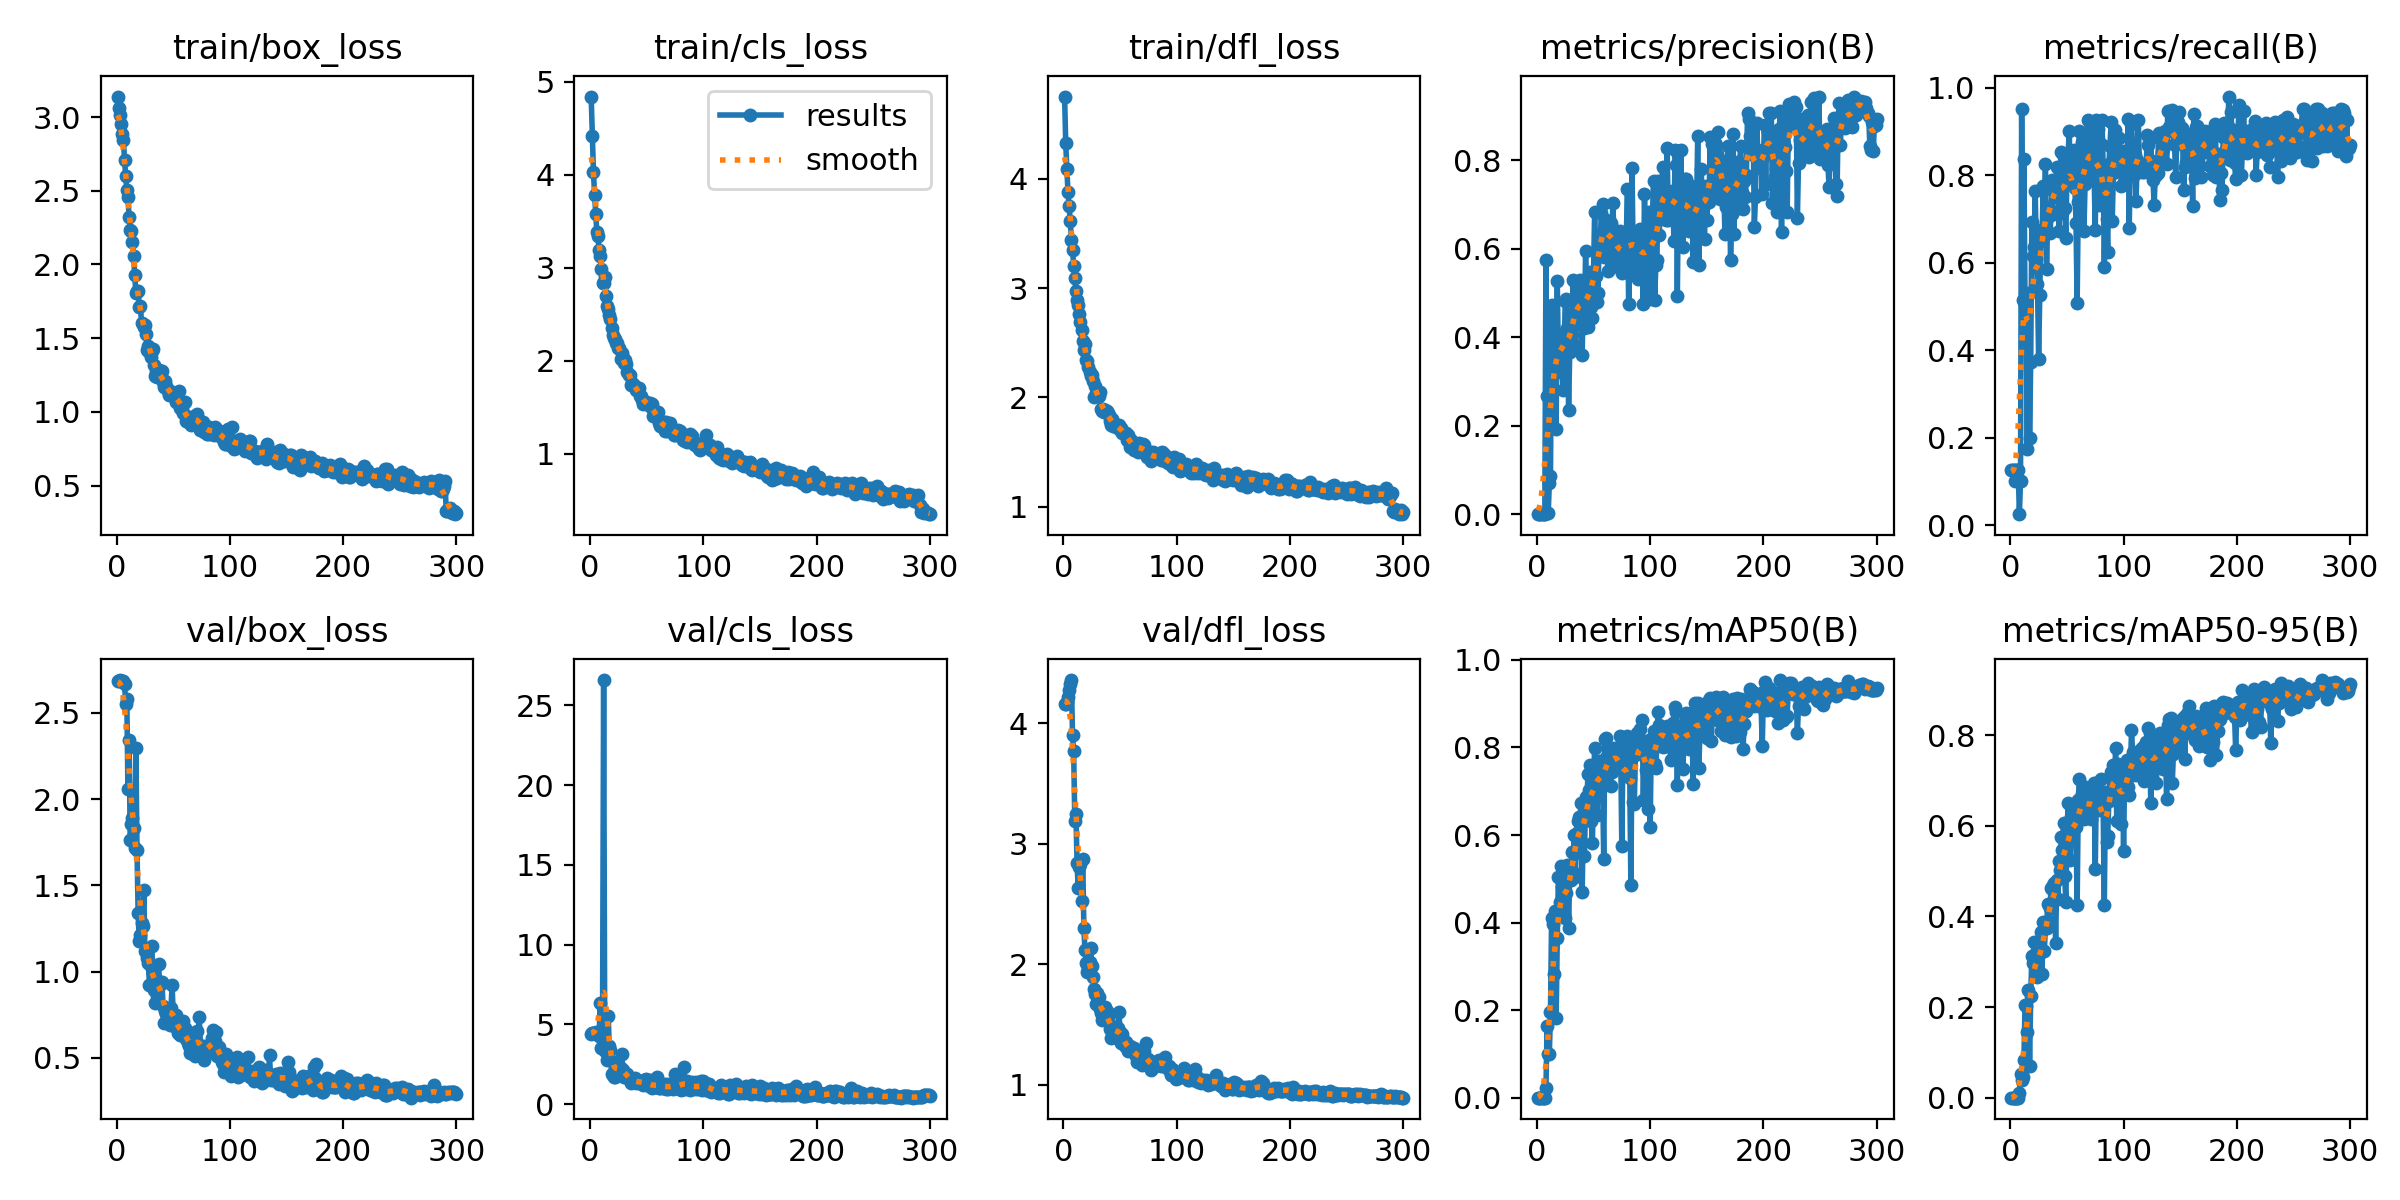 train/box_loss
3.0
2.5
2.0
1.5
1.0
0.5
0 100 200 300
train/cls_loss
5
4
3
2
1
0 100 200 300
results
smooth
train/dfl_loss
4
3
2
1
0 100 200 300
metrics/precision(B)
0.8
0.6
0.4
0.2
0.0
0 100 200 300
metrics/recall(B)
1.0
0.8
0.6
0.4
0.2
0.0
0 100 200 300
val/box_loss
2.5
2.0
1.5
1.0
0.5
0 100 200 300
val/cls_loss
25
20
15
10
5
0
0 100 200 300
val/dfl_loss
4
3
2
1
0 100 200 300
metrics/mAP50(B)
1.0
0.8
0.6
0.4
0.2
0.0
0 100 200 300
metrics/mAP50-95(B)
0.8
0.6
0.4
0.2
0.0
0 100 200 300